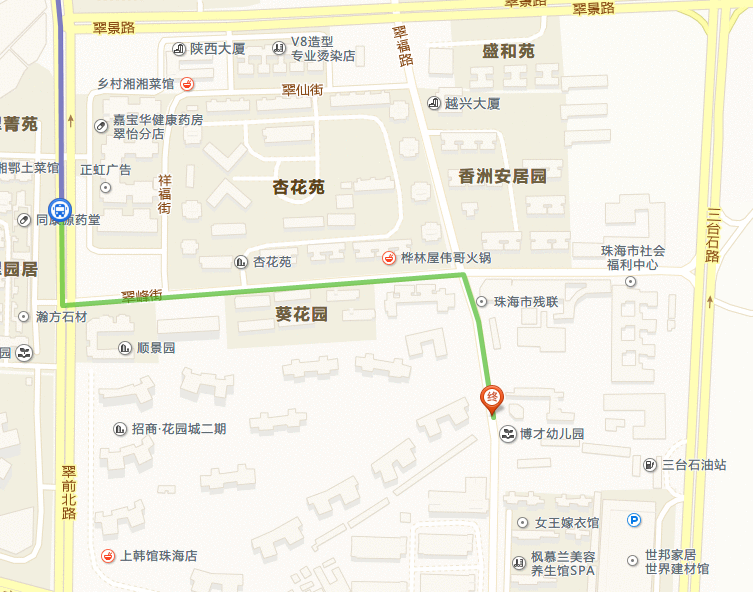 翠景路
翠景路
翠景路
翠福路
盛和苑
陕西大厦
V8造型
专业烫染店
乡村湘湘菜馆
翠仙街
越兴大厦
嘉宝华健康药房
翠怡分店
菁苑
湘鄂土菜馆
正虹广告
祥福街
杏花苑
香洲安居园
三台石路
同康源药堂
珠海市社会
福利中心
杏花苑
桦林屋伟哥火锅
园居
翠峰街
珠海市残联
瀚方石材
葵花园
园
顺景园
终
招商·花园城二期
博才幼儿园
翠前北路
三台石油站
P
女王嫁衣馆
上韩馆珠海店
枫慕兰美容
养生馆SPA
世邦家居
世界建材馆